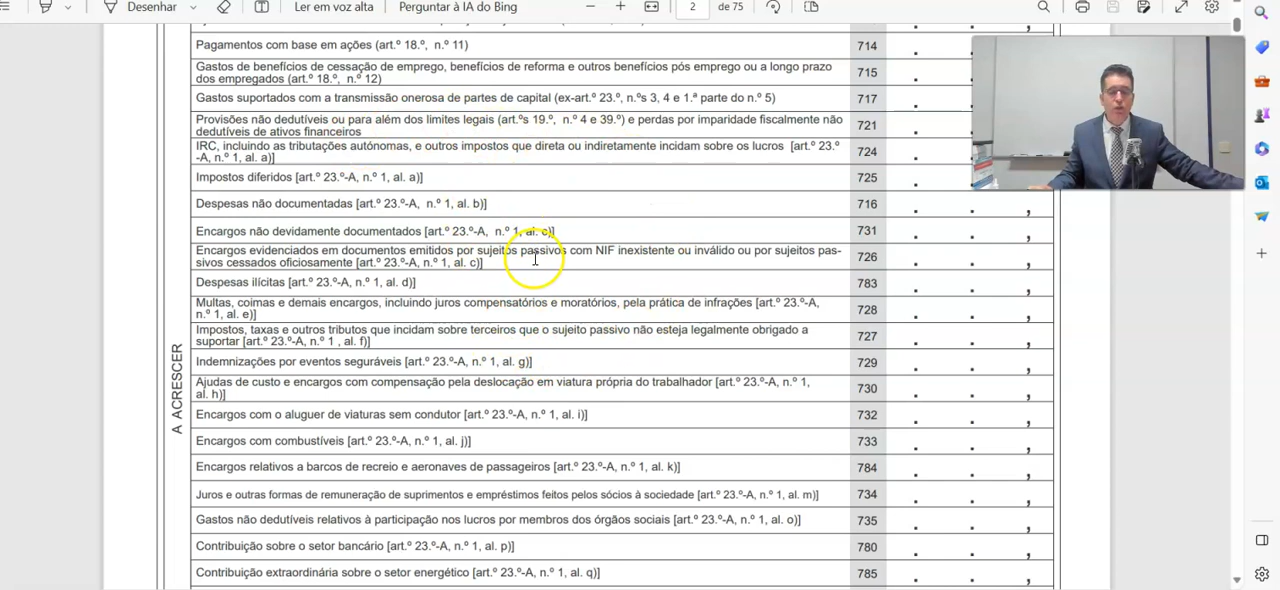 Desenhar
Ler em voz alta
Perguntar à IA do Bing
2
de 75
Pagamentos com base em ações (art.º 18.º, n.º 11)
714
Gastos de benefícios de cessação de emprego, benefícios de reforma e outros benefícios pós emprego ou a longo prazo
dos empregados (art.º 18.º, n.º 12)
715
Gastos suportados com a transmissão onerosa de partes de capital (ex-art.º 23.º, n.ºs 3, 4 e 1.ª parte do n.º 5)
717
Provisões não dedutíveis ou para além dos limites legais (art.ºs 19.º, n.º 4 e 39.º) e perdas por imparidade fiscalmente não
dedutíveis de ativos financeiros
721
IRC, incluindo as tributações autónomas, e outros impostos que direta ou indiretamente incidam sobre os lucros [art.º 23.º
-A, n.º 1, al. a)]
724
Impostos diferidos [art.º 23.º-A, n.º 1, al. a)]
725
Despesas não documentadas [art.º 23.º-A, n.º 1, al. b)]
716
Encargos não devidamente documentados [art.º 23.º-A, n.º 1, al. c)]
731
Encargos evidenciados em documentos emitidos por sujeitos passivos com NIF inexistente ou inválido ou por sujeitos pas-
sivos cessados oficiosamente [art.º 23.º-A, n.º 1, al. c)]
726
Despesas ilícitas [art.º 23.º-A, n.º 1, al. d)]
783
Multas, coimas e demais encargos, incluindo juros compensatórios e moratórios, pela prática de infrações [art.º 23.º-A,
n.º 1, al. e)]
728
Impostos, taxas e outros tributos que incidam sobre terceiros que o sujeito passivo não esteja legalmente obrigado a
suportar [art.º 23.º-A, n.º 1 , al. f)]
727
Indemnizações por eventos seguráveis [art.º 23.º-A, n.º 1, al. g)]
729
Ajudas de custo e encargos com compensação pela deslocação em viatura própria do trabalhador [art.º 23.º-A, n.º 1,
al. h)]
730
Encargos com o aluguer de viaturas sem condutor [art.º 23.º-A, n.º 1, al. i)]
732
Encargos com combustíveis [art.º 23.º-A, n.º 1, al. j)]
733
Encargos relativos a barcos de recreio e aeronaves de passageiros [art.º 23.º-A, n.º 1, al. k)]
784
Juros e outras formas de remuneração de suprimentos e empréstimos feitos pelos sócios à sociedade [art.º 23.º-A, n.º 1, al. m)]
734
Gastos não dedutíveis relativos à participação nos lucros por membros dos órgãos sociais [art.º 23.º-A, n.º 1, al. o)]
735
Contribuição sobre o setor bancário [art.º 23.º-A, n.º 1, al. p)]
780
Contribuição extraordinária sobre o setor energético [art.º 23.º-A, n.º 1, al. q)]
785
A ACRESCER